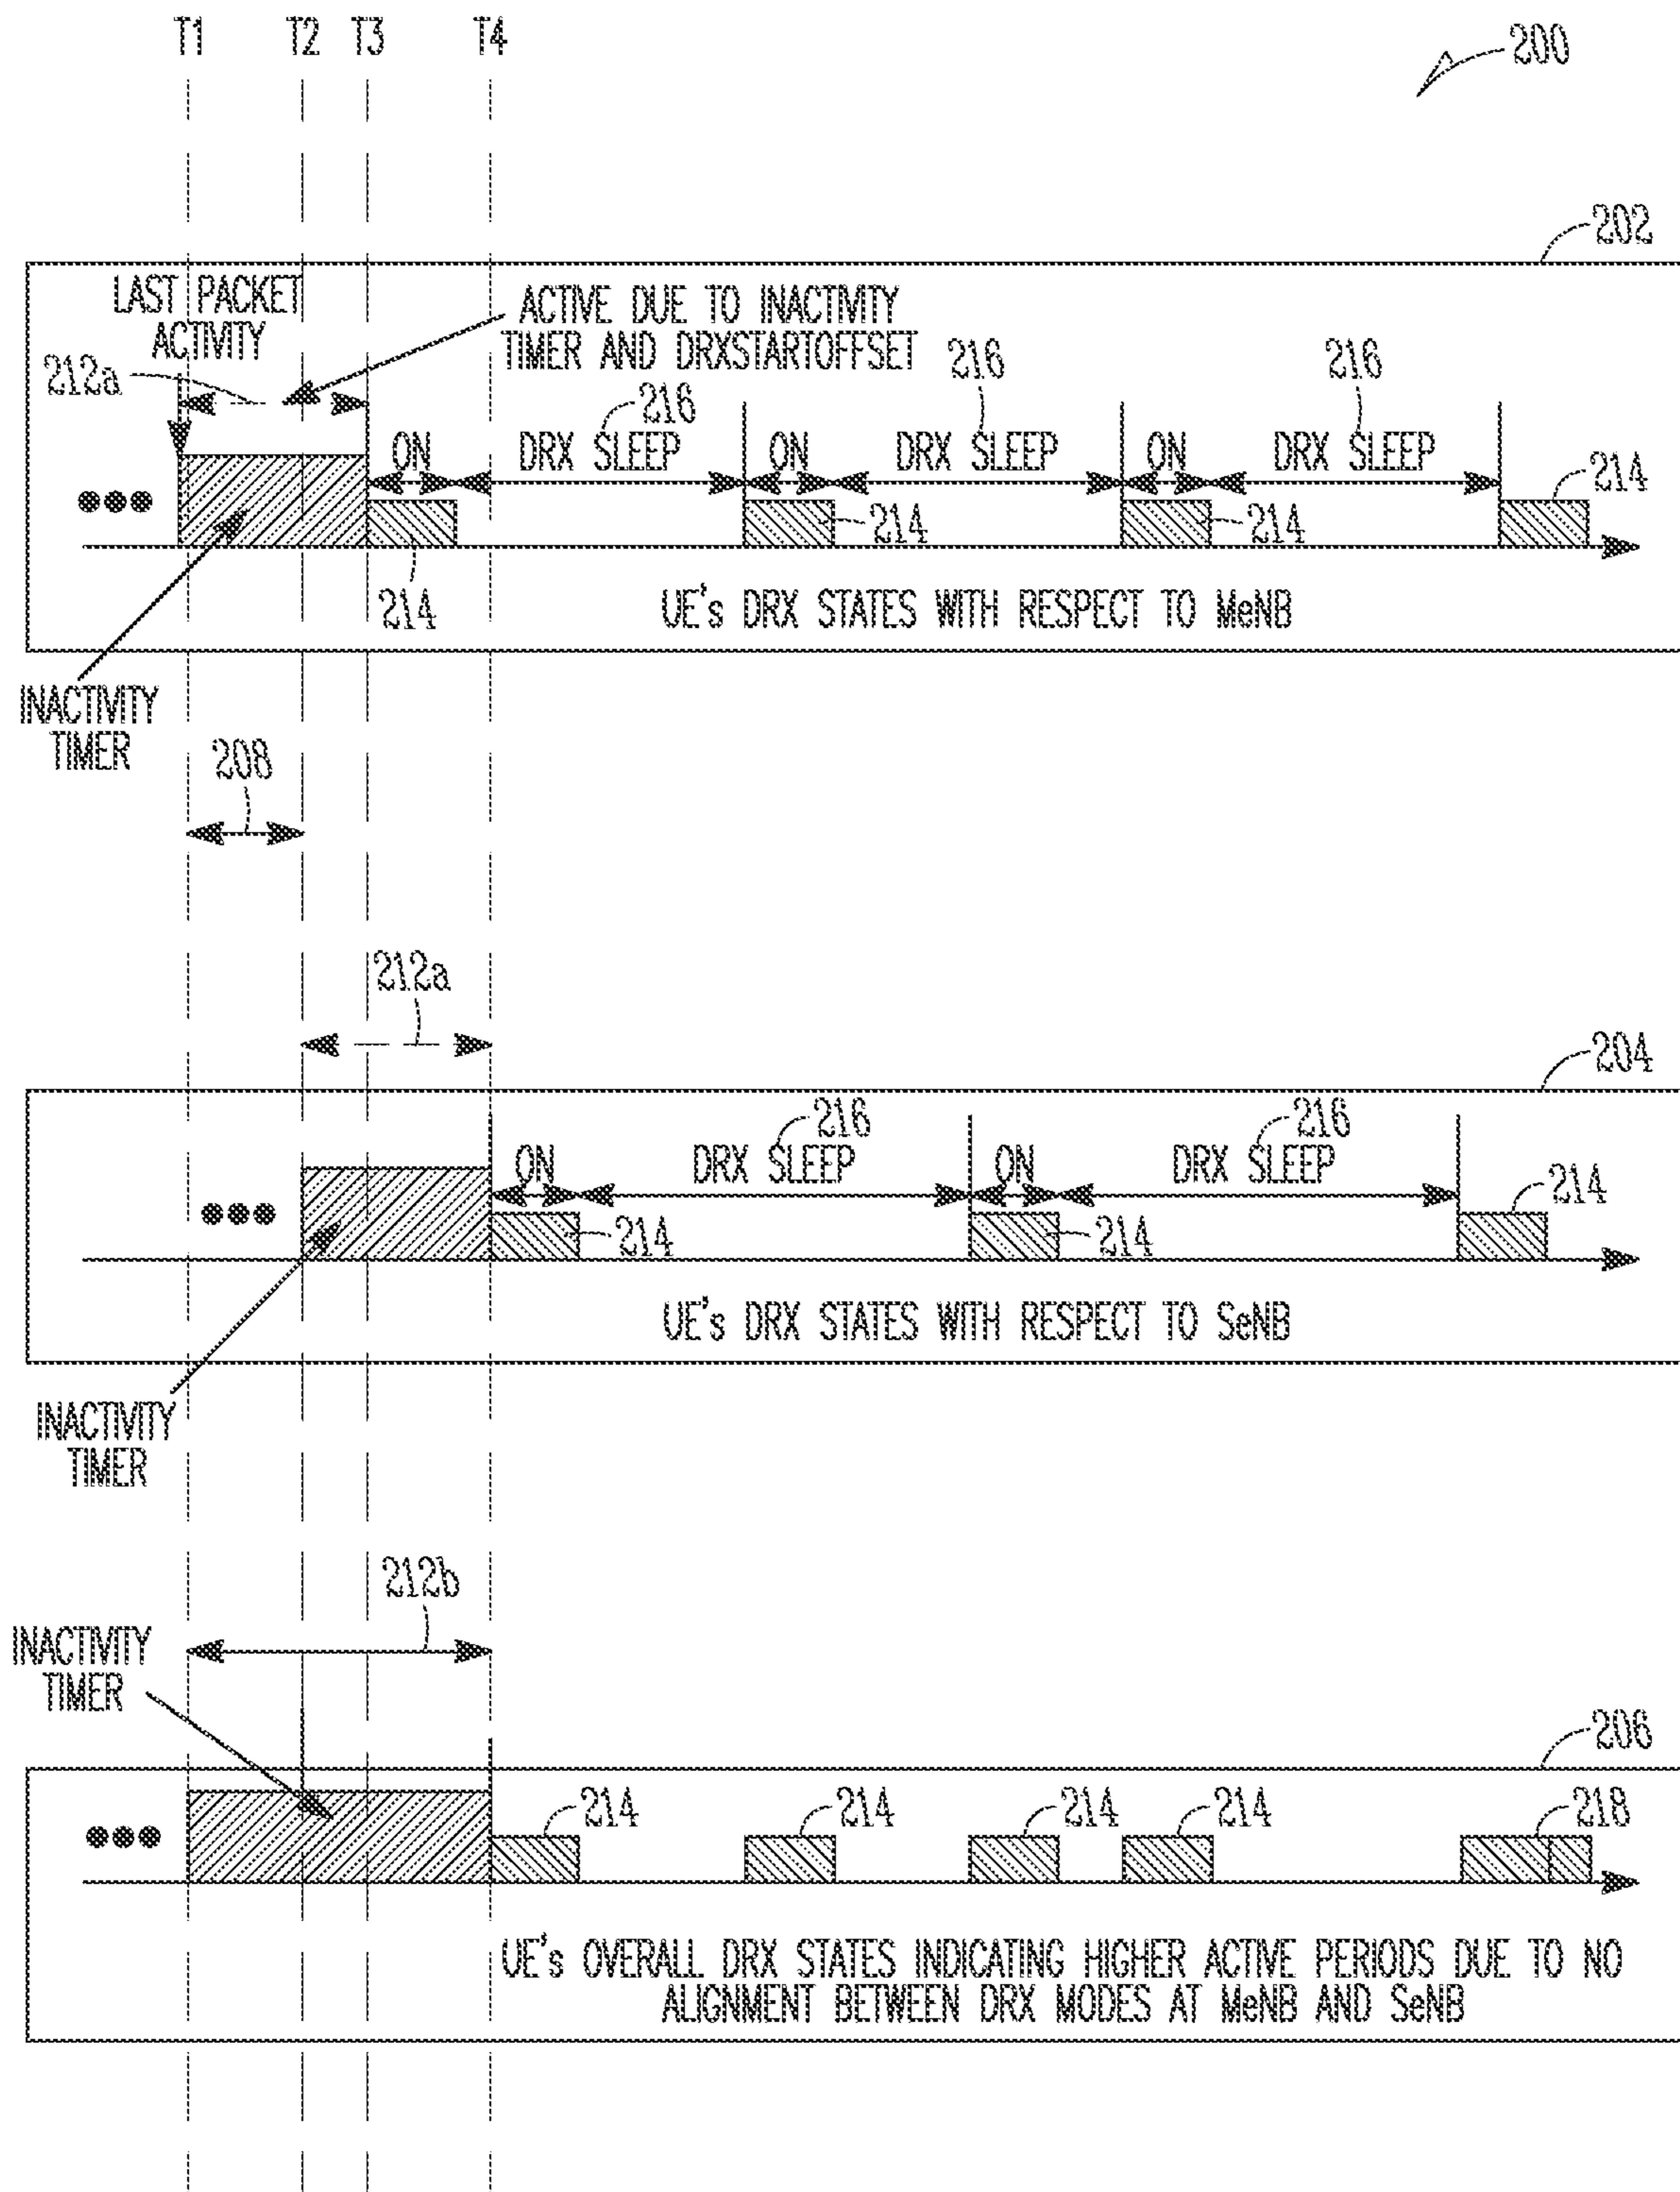 T1 T2 T3 T4
200
202
LAST PACKET
ACTIVITY
ACTIVE DUE TO INACTIVITY
TIMER AND DRXSTARTOFFSET
212a
216
216
216
ON
DRX SLEEP
ON
DRX SLEEP
ON
DRX SLEEP
214
214
214
214
UE's DRX STATES WITH RESPECT TO MeNB
INACTIVITY
TIMER
208
212a
204
216
216
ON
DRX SLEEP
ON
DRX SLEEP
214
214
214
UE's DRX STATES WITH RESPECT TO SeNB
INACTIVITY
TIMER
212b
INACTIVITY
TIMER
206
214
214
214
214
218
UE's OVERALL DRX STATES INDICATING HIGHER ACTIVE PERIODS DUE TO NO
ALIGNMENT BETWEEN DRX MODES AT MeNB AND SeNB